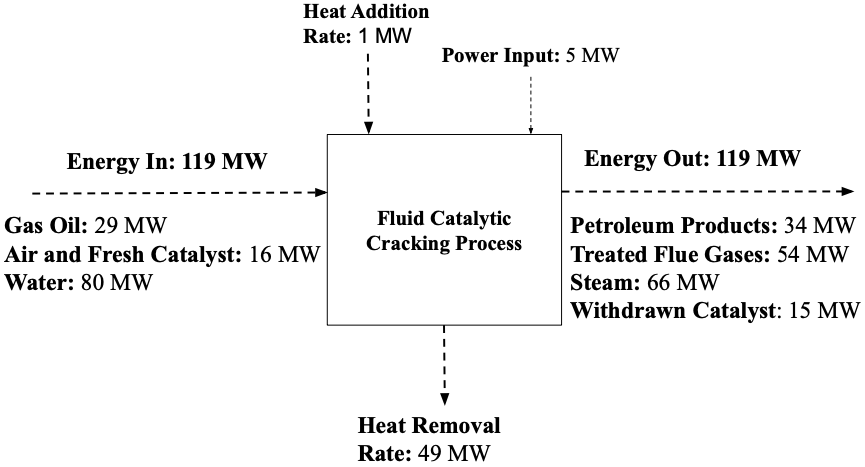 Heat Addition
Rate: 1 MW
Power Input: 5 MW
Energy In: 119 MW
Energy Out: 119 MW
Gas Oil: 29 MW
Air and Fresh Catalyst: 16 MW
Water: 80 MW
Fluid Catalytic
Cracking Process
Petroleum Products: 34 MW
Treated Flue Gases: 54 MW
Steam: 66 MW
Withdrawn Catalyst: 15 MW
Heat Removal
Rate: 49 MW